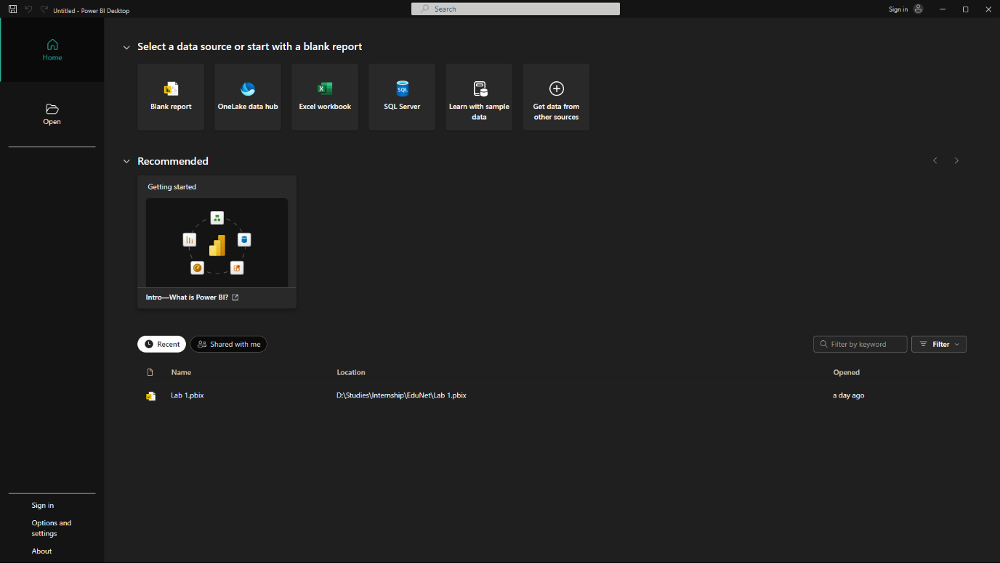 Untitled - Power BI Desktop
Search
Sign in
Home
Open
Select a data source or start with a blank report
Blank report
OneLake data hub
Excel workbook
SQL
SQL Server
Learn with sample
data
Get data from
other sources
Recommended
Getting started
Intro—What is Power BI?
Recent
Shared with me
Filter by keyword
Filter
Name
Location
Opened
Lab 1.pbix
D:\Studies\Internship\EduNet\Lab 1.pbix
a day ago
Sign in
Options and
settings
About